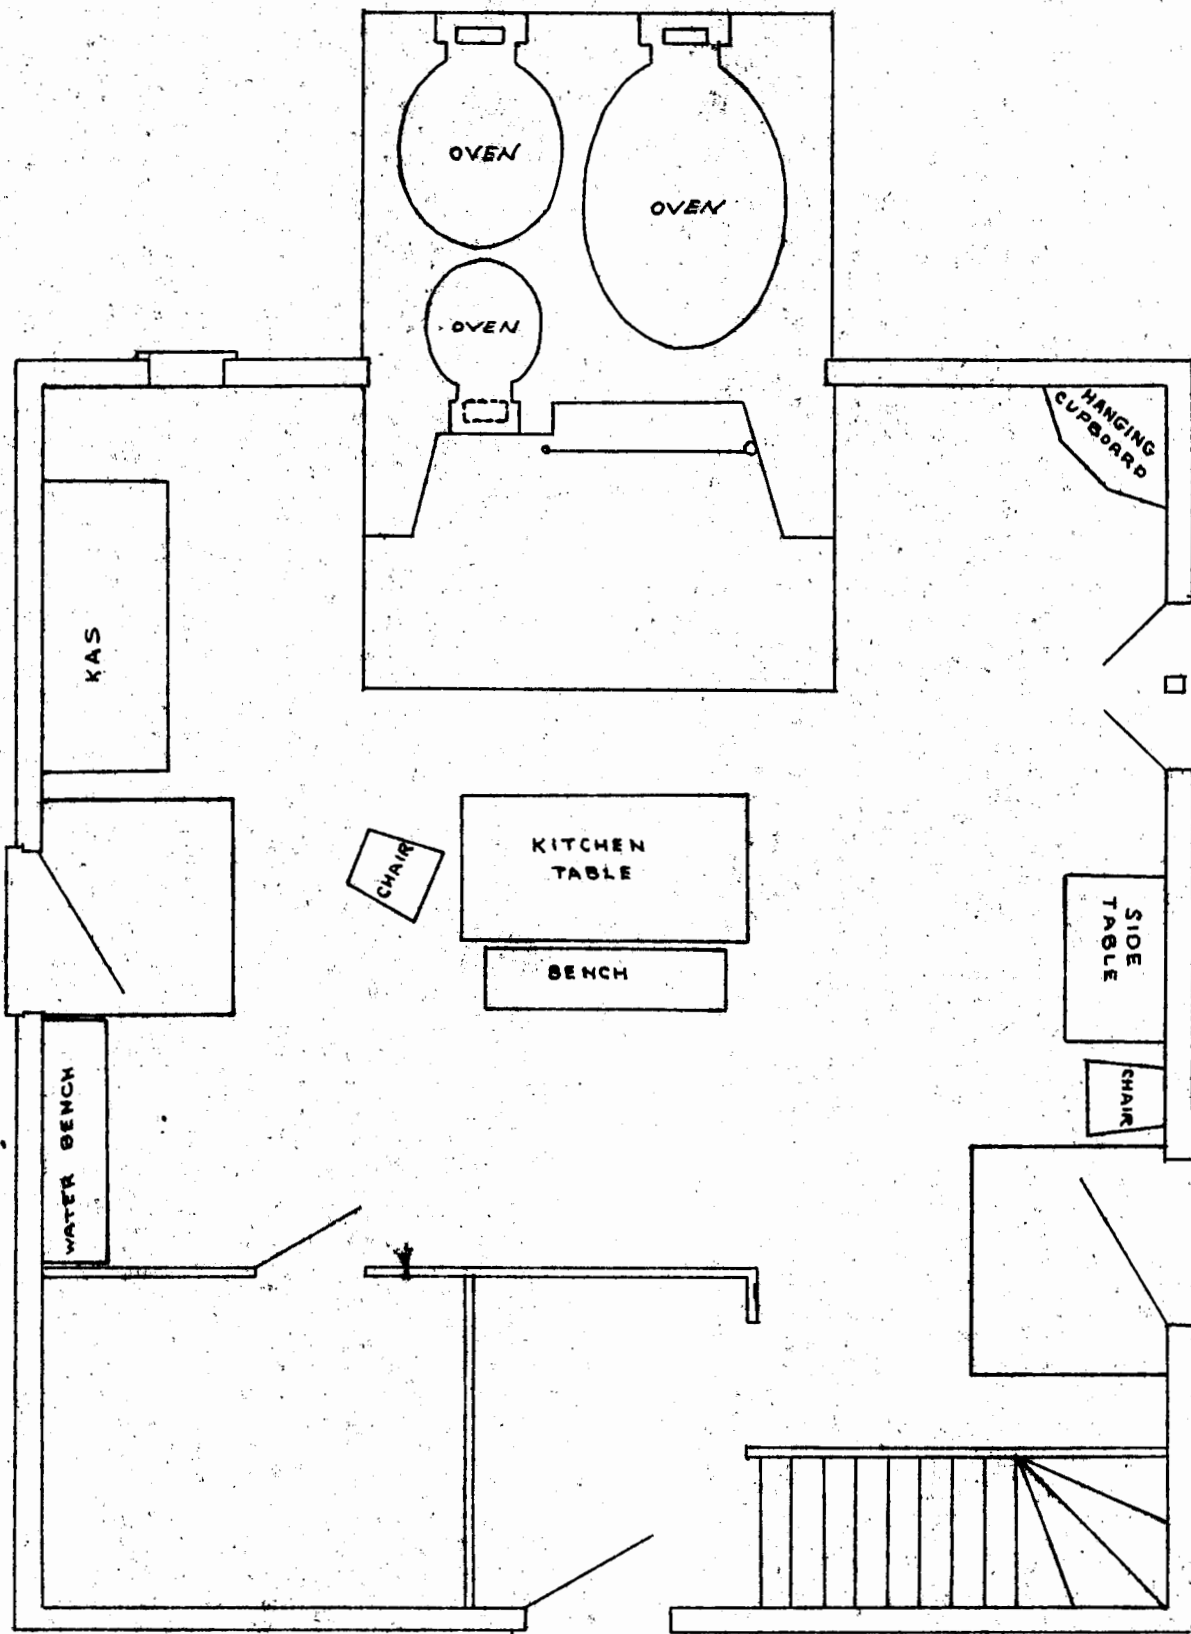 OVEN
OVEN
OVEN
HANGING
CUPBOARD
KAS
CHAIR
KITCHEN
TABLE
BENCH
SIDE
TABLE
CHAIR
WATER BENCH